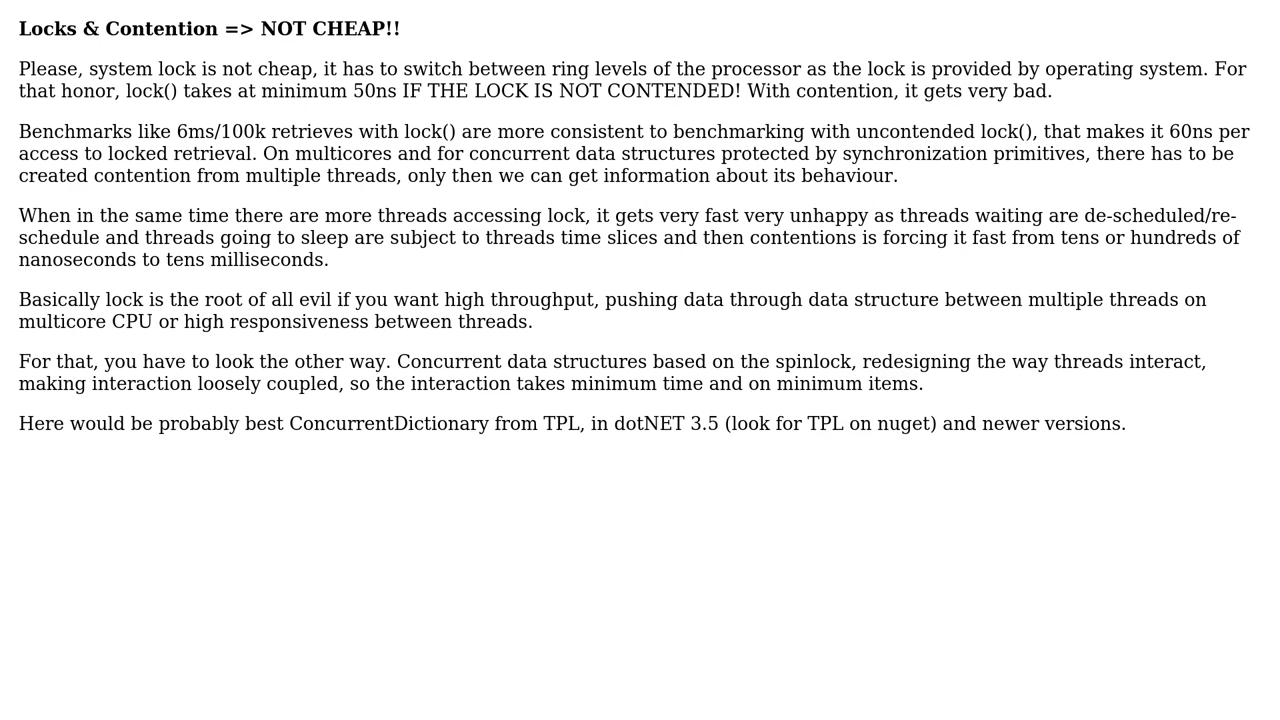 Locks & Contention => NOT CHEAP!!
Please, system lock is not cheap, it has to switch between ring levels of the processor as the lock is provided by operating system. For
that honor, lock() takes at minimum 50ns IF THE LOCK IS NOT CONTENDED! With contention, it gets very bad.
Benchmarks like 6ms/100k retrieves with lock() are more consistent to benchmarking with uncontended lock(), that makes it 60ns per
access to locked retrieval. On multicores and for concurrent data structures protected by synchronization primitives, there has to be
created contention from multiple threads, only then we can get information about its behaviour.
When in the same time there are more threads accessing lock, it gets very fast very unhappy as threads waiting are de-scheduled/re-
schedule and threads going to sleep are subject to threads time slices and then contentions is forcing it fast from tens or hundreds of
nanoseconds to tens milliseconds.
Basically lock is the root of all evil if you want high throughput, pushing data through data structure between multiple threads on
multicore CPU or high responsiveness between threads.
For that, you have to look the other way. Concurrent data structures based on the spinlock, redesigning the way threads interact,
making interaction loosely coupled, so the interaction takes minimum time and on minimum items.
Here would be probably best ConcurrentDictionary from TPL, in dotNET 3.5 (look for TPL on nuget) and newer versions.